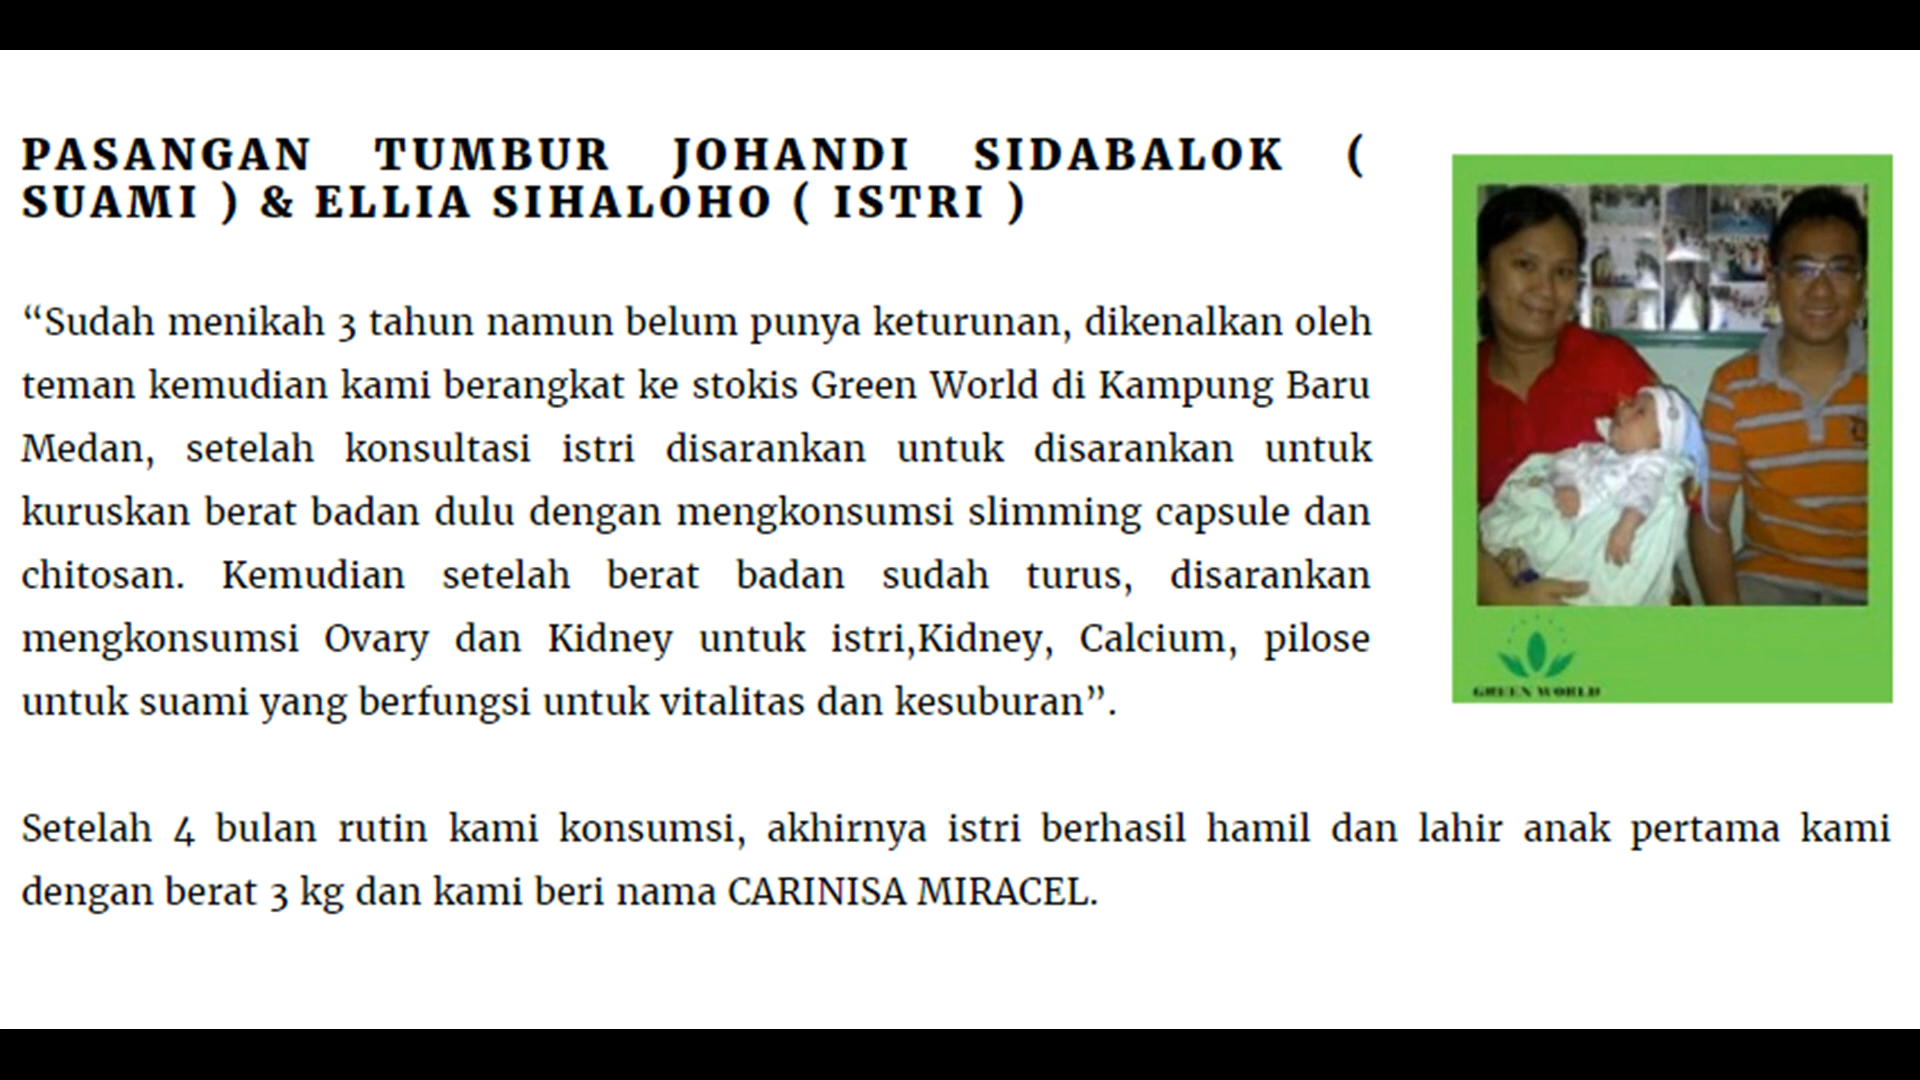 PASANGAN TUMBUR JOHANDI SIDABALOK (
SUAMI ) & ELLIA SIHALOHO ( ISTRI )
“Sudah menikah 3 tahun namun belum punya keturunan, dikenalkan oleh
teman kemudian kami berangkat ke stokis Green World di Kampung Baru
Medan, setelah konsultasi istri disarankan untuk disarankan untuk
kuruskan berat badan dulu dengan mengkonsumsi slimming capsule dan
chitosan. Kemudian setelah berat badan sudah turus, disarankan
mengkonsumsi Ovary dan Kidney untuk istri,Kidney, Calcium, pilose
untuk suami yang berfungsi untuk vitalitas dan kesuburan”.
GREEN WORLD
Setelah 4 bulan rutin kami konsumsi, akhirnya istri berhasil hamil dan lahir anak pertama kami
dengan berat 3 kg dan kami beri nama CARINISA MIRACEL.